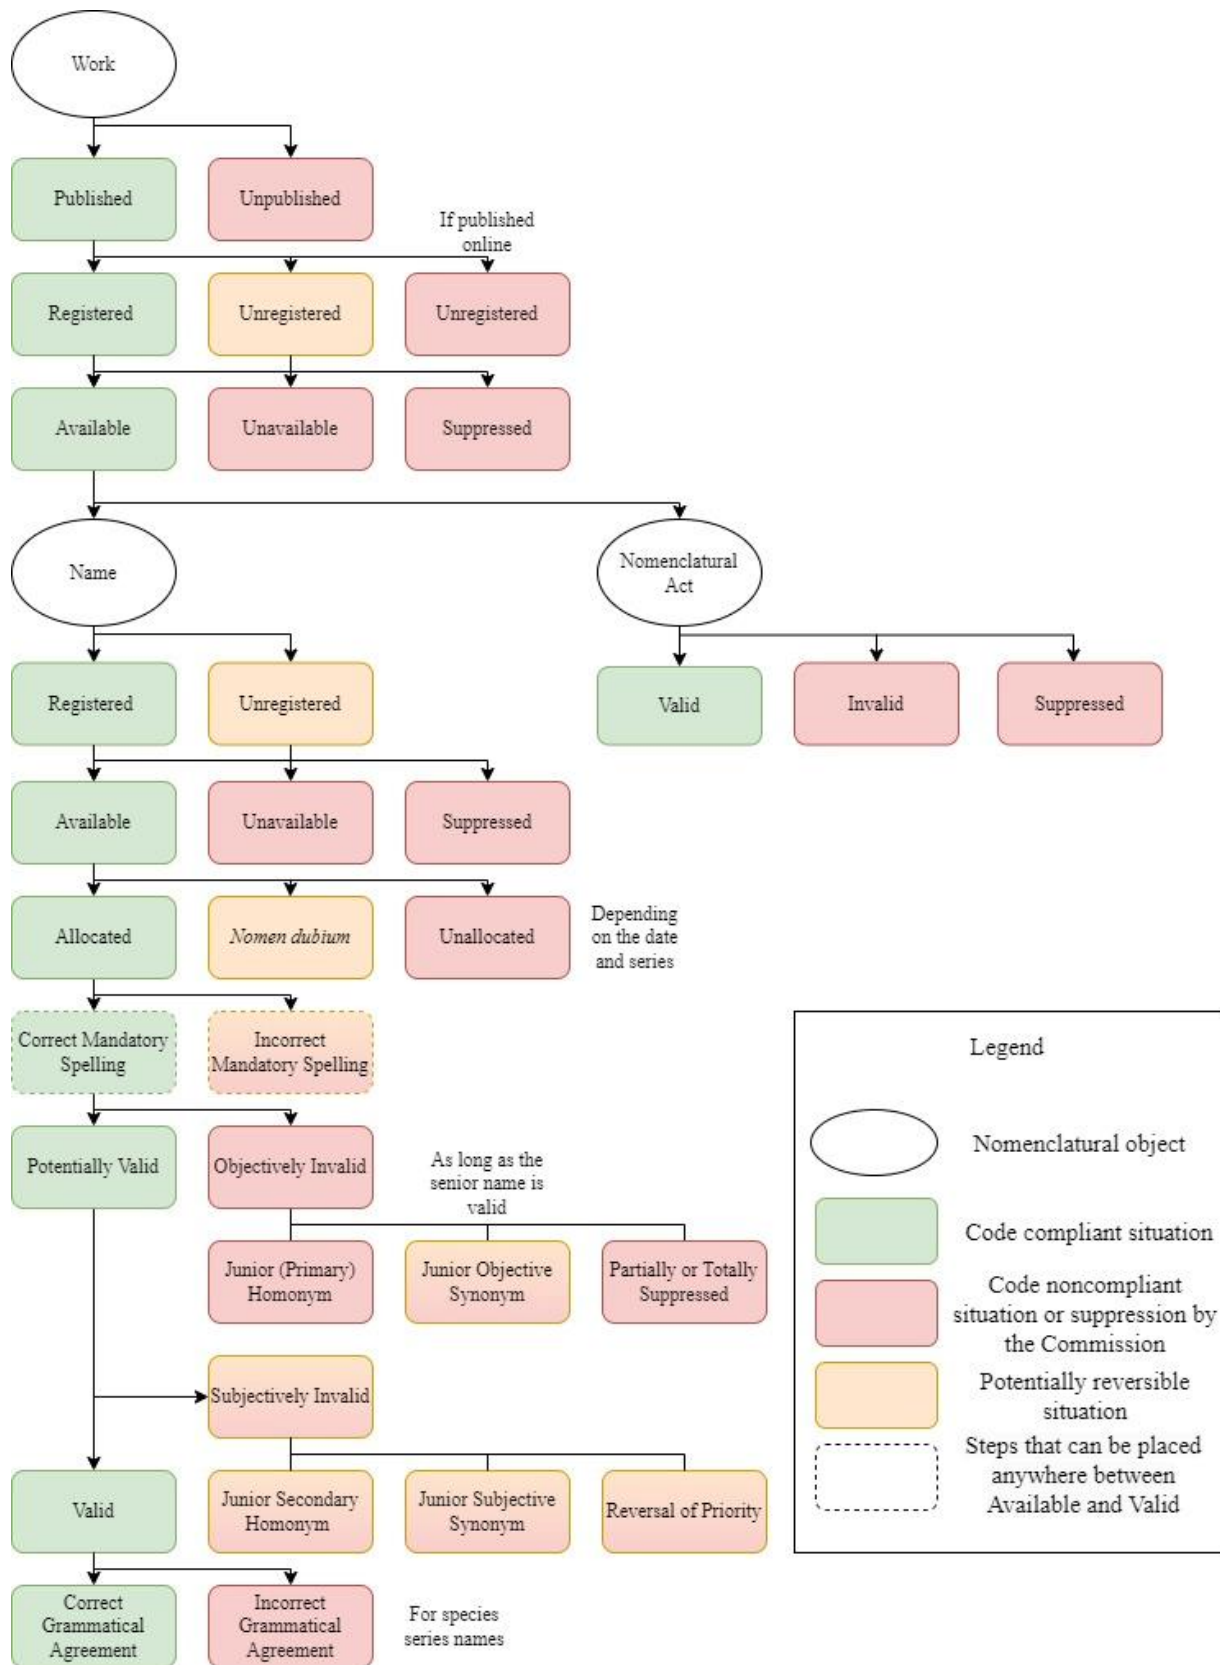 Work
Published
Unpublished
If published
online
Registered
Unregistered
Unregistered
Available
Unavailable
Suppressed
Name
Nomenclatural
Act
Registered
Unregistered
Valid
Invalid
Suppressed
Available
Unavailable
Suppressed
Allocated
Nomen dubium
Unallocated
Depending
on the date
and series
Correct Mandatory
Spelling
Incorrect
Mandatory Spelling
Potentially Valid
Objectively Invalid
As long as the
senior name is
valid
Junior (Primary)
Homonym
Junior Objective
Synonym
Partially or Totally
Suppressed
Subjectively Invalid
Valid
Junior Secondary
Homonym
Junior Subjective
Synonym
Reversal of Priority
Correct
Grammatical
Agreement
Incorrect
Grammatical
Agreement
For species
series names
Legend
Nomenclatural object
Code compliant situation
Code noncompliant
situation or suppression by
the Commission
Potentially reversible
situation
Steps that can be placed
anywhere between
Available and Valid